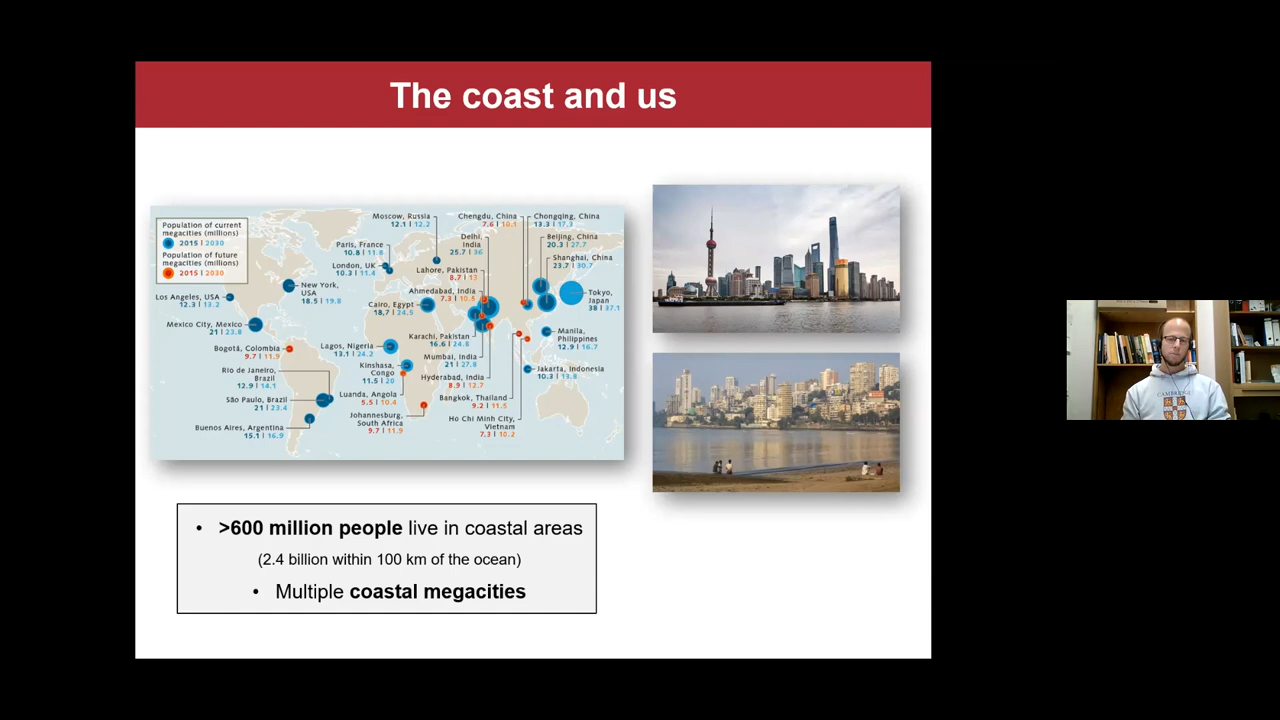 The coast and us
Population of current
megacities (millions)
2015 | 2030
Population of future
megacities (millions)
2015 | 2030
Moscow, Russia
12.1 | 12.2
Chengdu, China
7.6 | 10.1
Chongqing, China
13.3 | 17.3
Paris, France
10.8 | 11.8
Delhi,
India
25.7 | 36
Beijing, China
20.3 | 27.7
London, UK
10.3 | 11.4
Shanghai, China
23.7 | 30.7
Lahore, Pakistan
8.7 | 13
New York,
USA
18.5 | 19.8
Los Angeles, USA
12.3 | 13.2
Ahmedabad, India
7.3 | 10.5
Tokyo,
Japan
38 | 37.1
Cairo, Egypt
18,7 | 24,5
Mexico City, Mexico
21 | 23.8
Karachi, Pakistan
16.6 | 24.8
Manila,
Philippines
12.9 | 16.7
Bogotá, Colombia
9.7 | 11.9
Lagos, Nigeria
13.1 | 24.2
Mumbai, India
21 | 27.8
Rio de Janeiro,
Brazil
12.9 | 14.1
Kinshasa,
Congo
11.5 | 20
Jakarta, Indonesia
10.3 | 13.8
Hyderabad, India
8.9 | 12.7
Luanda, Angola
5.5 | 10.4
São Paulo, Brazil
21 | 23.4
Bangkok, Thailand
9.2 | 11.5
Johannesburg,
South Africa
9.7 | 11.9
Ho Chi Minh City,
Vietnam
7.3 | 10.2
Buenos Aires, Argentina
15.1 | 16.9
• >600 million people live in coastal areas
(2.4 billion within 100 km of the ocean)
• Multiple coastal megacities
CAMBRIDGE